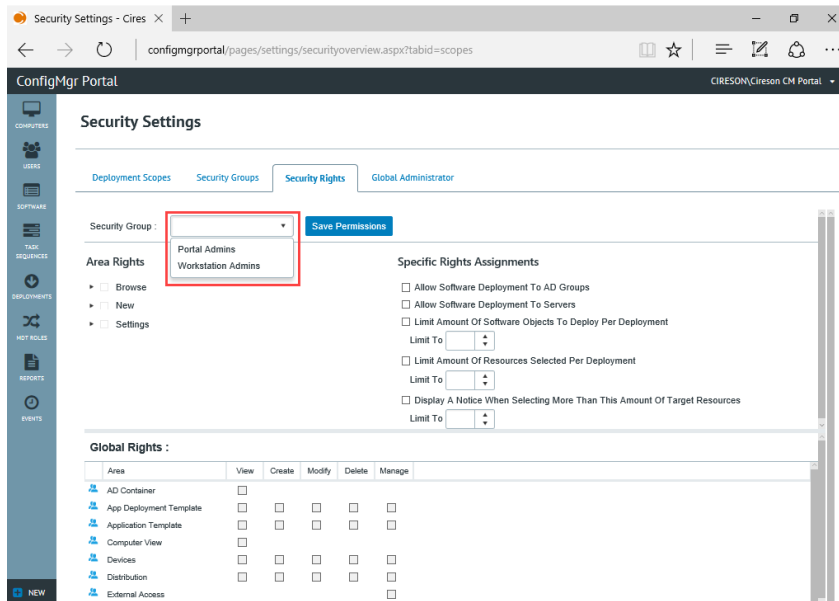 Security Settings - Cires
configmgrportal/pages/settings/securityoverview.aspx?tabid=scopes
ConfigMgr Portal
CIRESON\Cireson CM Portal
COMPUTERS
USERS
SOFTWARE
TASK
SEQUENCES
DEPLOYMENTS
MDT ROLES
REPORTS
EVENTS
NEW
Security Settings
Deployment Scopes Security Groups Security Rights Global Administrator
Security Group : Save Permissions
Portal Admins
Workstation Admins
Area Rights
Browse
New
Settings
Specific Rights Assignments
Allow Software Deployment To AD Groups
Allow Software Deployment To Servers
Limit Amount Of Software Objects To Deploy Per Deployment
Limit To
Limit Amount Of Resources Selected Per Deployment
Limit To
Display A Notice When Selecting More Than This Amount Of Target Resources
Limit To
Global Rights :
Area View Create Modify Delete Manage
AD Container
App Deployment Template
Application Template
Computer View
Devices
Distribution
External Access